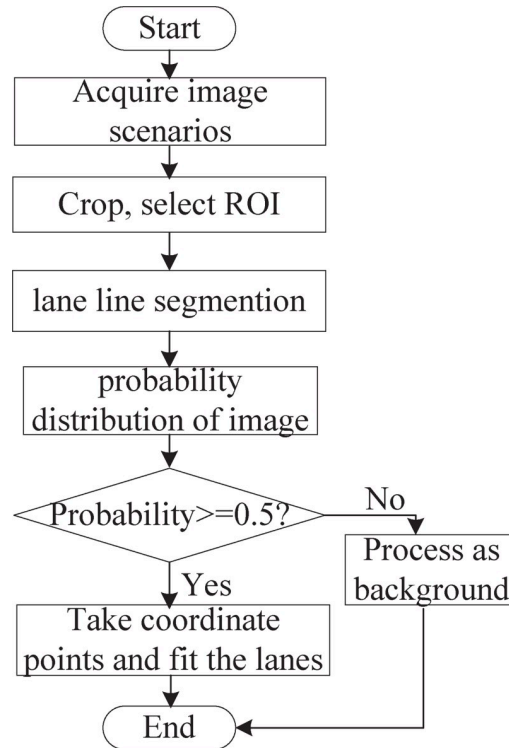 Start
Acquire image
scenarios
Crop, select ROI
lane line segmention
probability
distribution of image
Probability>=0.5?
No
Process as
background
Yes
Take coordinate
points and fit the lanes
End